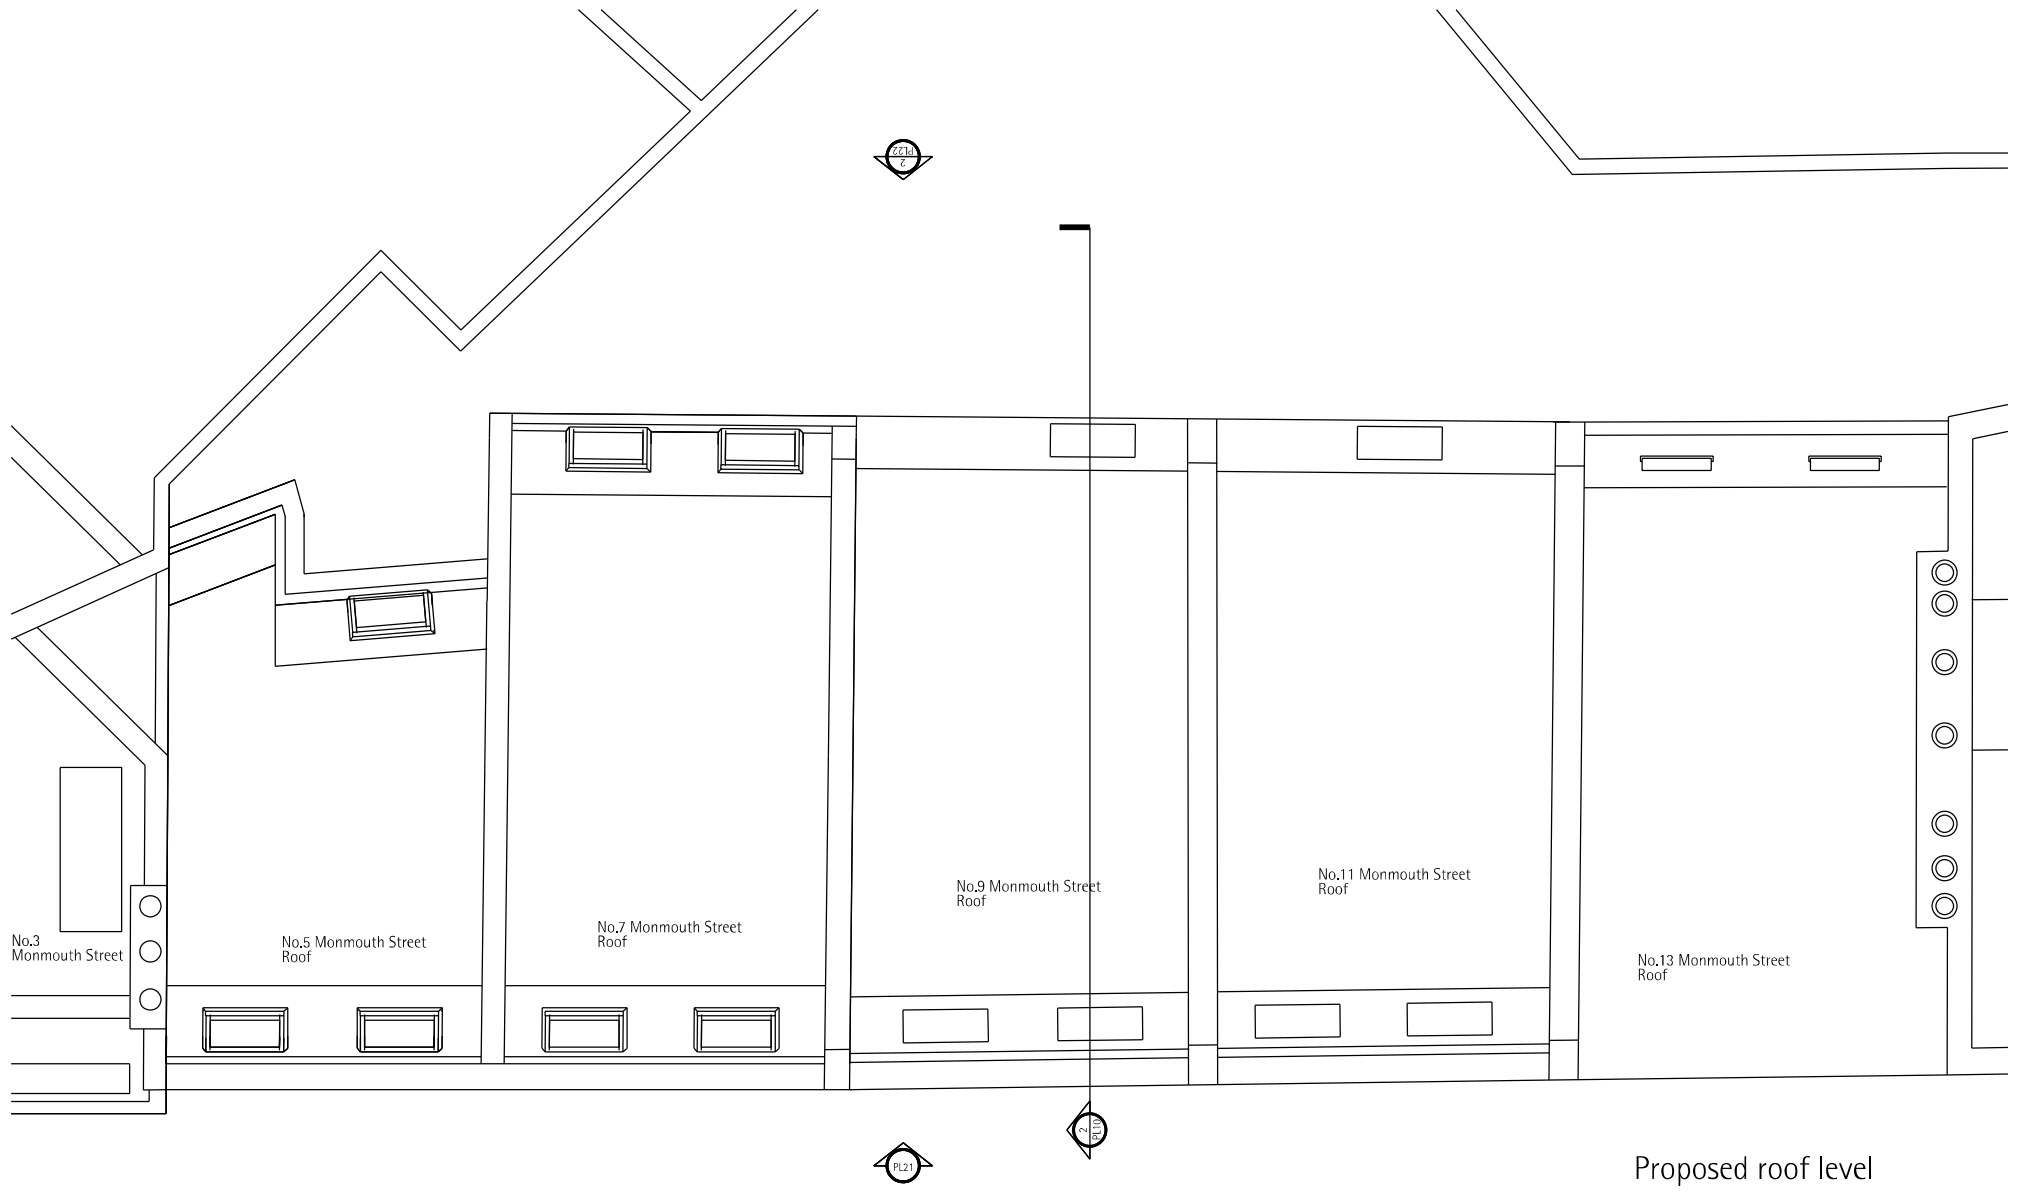 PL22
2
No.9 Monmouth Street
Roof
No.11 Monmouth Street
Roof
No.7 Monmouth Street
Roof
No.3
Monmouth Street
No.5 Monmouth Street
Roof
No.13 Monmouth Street
Roof
2
PL10
PL21
Proposed roof level